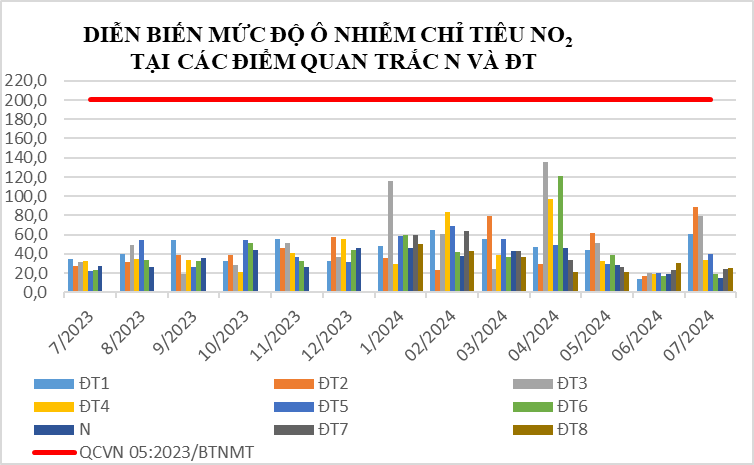 DIỄN BIẾN MỨC ĐỘ Ô NHIỄM CHỈ TIÊU NO₂
TẠI CÁC ĐIỂM QUAN TRẮC N VÀ ĐT
220,0
200,0
180,0
160,0
140,0
120,0
100,0
80,0
60,0
40,0
20,0
0,0
7/2023 8/2023 9/2023 10/2023 11/2023 12/2023 1/2024 02/2024 03/2024 04/2024 05/2024 06/2024 07/2024
ĐT1 ĐT2 ĐT3
ĐT4 ĐT5 ĐT6
N ĐT7 ĐT8
QCVN 05:2023/BTNMT